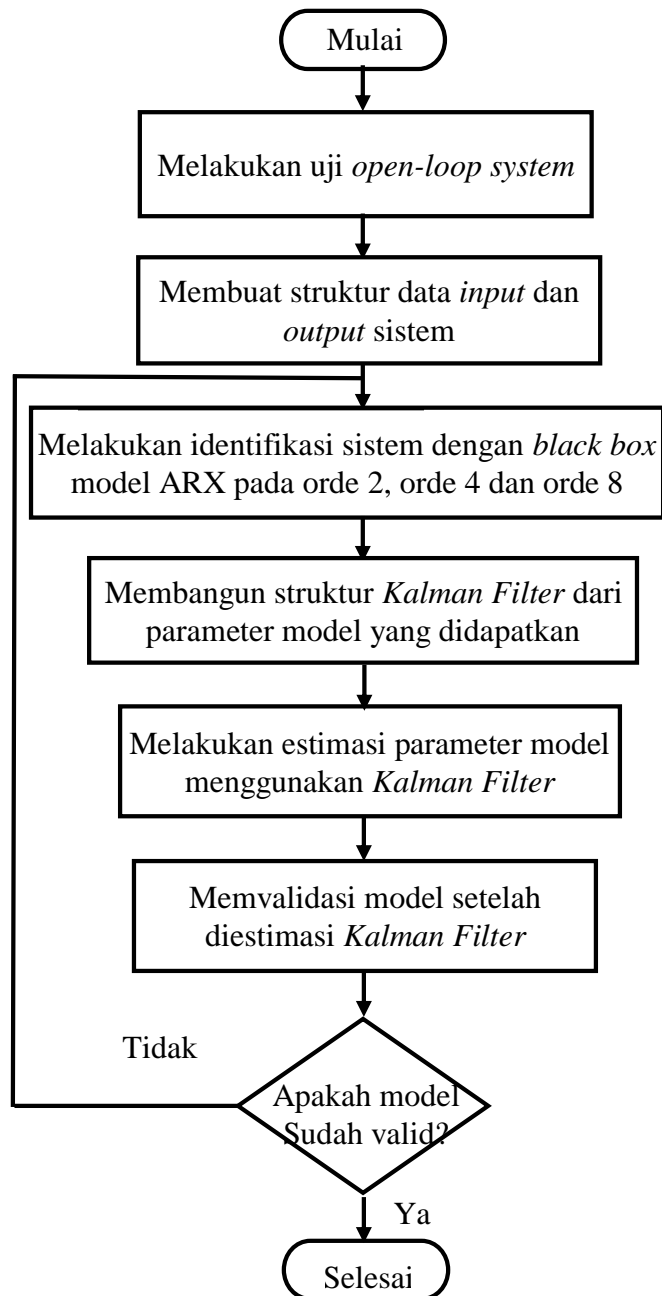 Mulai
Melakukan uji open-loop system
Membuat struktur data input dan
output sistem
Melakukan identifikasi sistem dengan black box
model ARX pada orde 2, orde 4 dan orde 8
Membangun struktur Kalman Filter dari
parameter model yang didapatkan
Melakukan estimasi parameter model
menggunakan Kalman Filter
Memvalidasi model setelah
diestimasi Kalman Filter
Tidak
Apakah model
Sudah valid?
Ya
Selesai